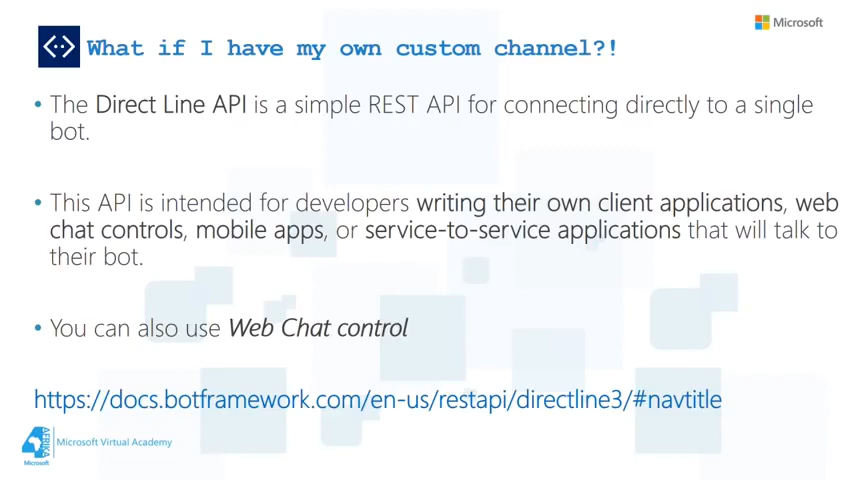 Microsoft
What if I have my own custom channel?!
• The Direct Line API is a simple REST API for connecting directly to a single
bot.
• This API is intended for developers writing their own client applications, web
chat controls, mobile apps, or service-to-service applications that will talk to
their bot.
• You can also use Web Chat control
https://docs.botframework.com/en-us/restapi/directline3/#navtitle
4AFRIKA
Microsoft
Microsoft Virtual Academy